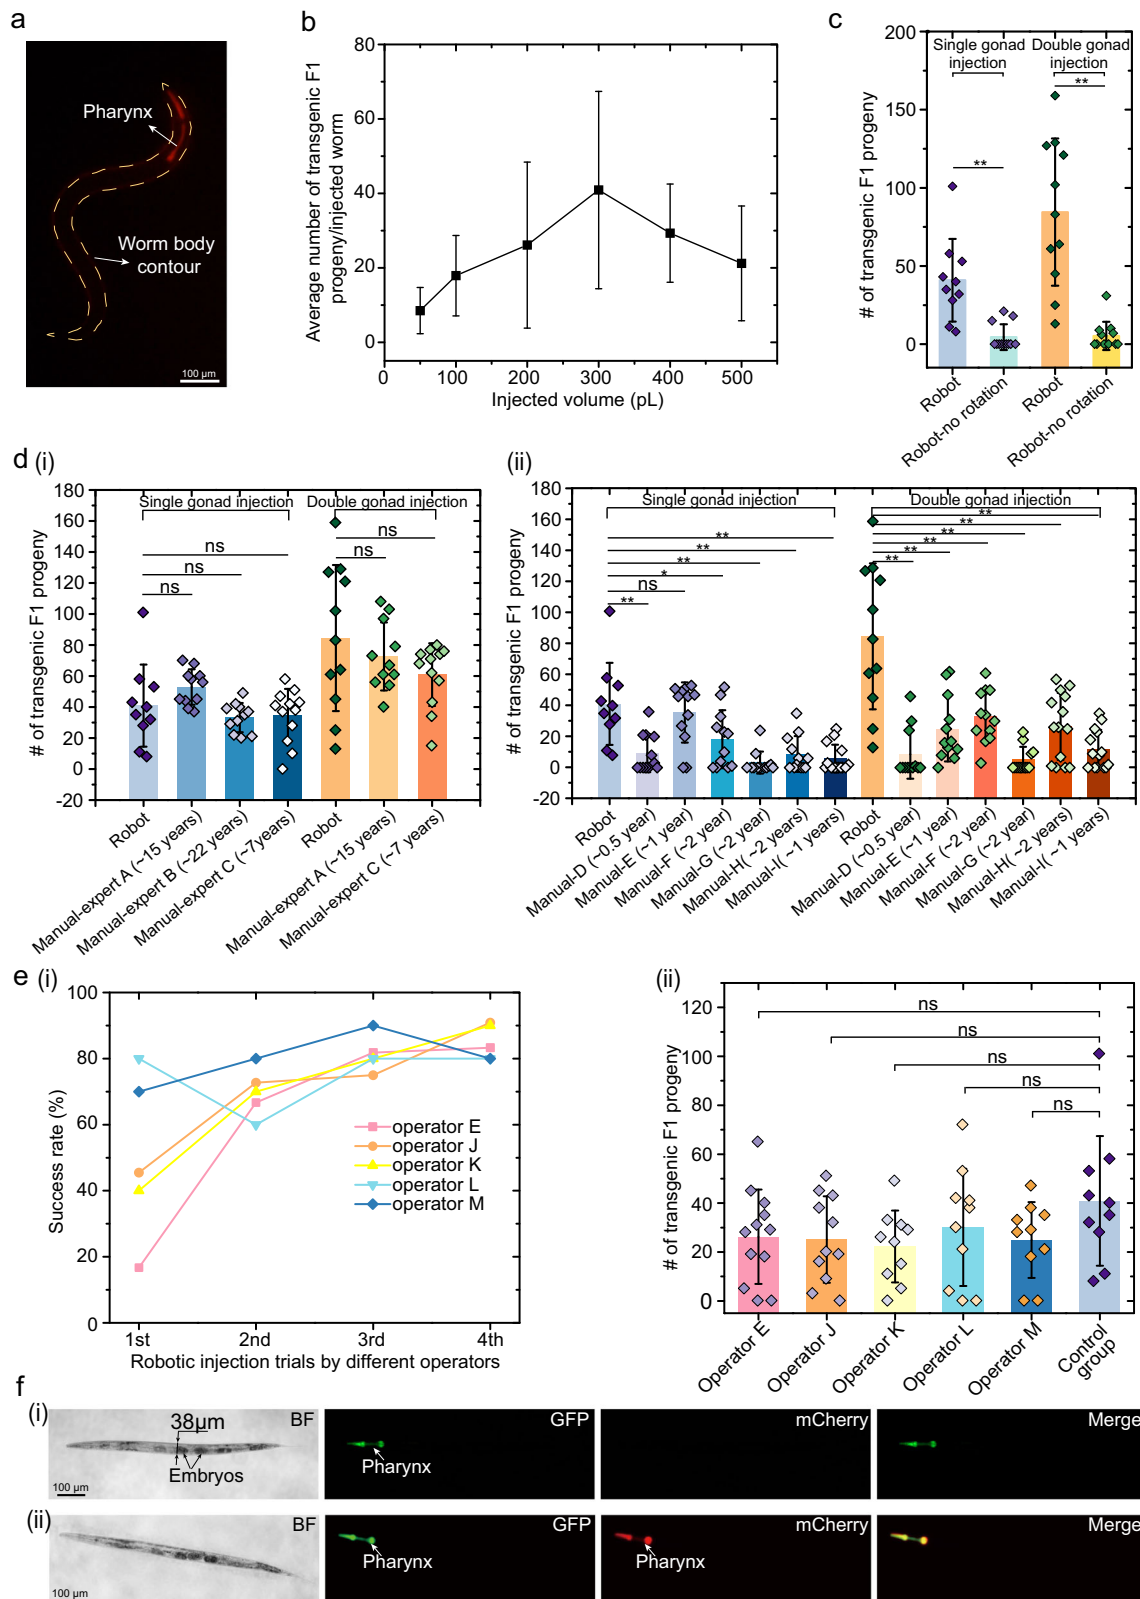 a
Pharynx
Worm body
contour
100 µm
b
Average number of transgenic F1
progeny/injected worm
80
60
40
20
0
100
200
300
400
500
Injected volume (pL)
c
# of transgenic F1 progeny
200
150
100
50
0
Single gonad
injection
Double gonad
injection
**
**
Robot
Robot-no rotation
Robot
Robot-no rotation
d
(i)
# of transgenic F1 progeny
180
160
140
120
100
80
60
40
20
0
-20
Single gonad injection
Double gonad injection
ns
ns
ns
ns
ns
Robot
Manual-expert A (~15 years)
Manual-expert B (~22 years)
Manual-expert C (~7years)
Robot
Manual-expert A (~15 years)
Manual-expert C (~7 years)
(ii)
# of transgenic F1 progeny
180
160
140
120
100
80
60
40
20
0
-20
Single gonad injection
Double gonad injection
**
**
**
*
ns
**
**
**
**
**
**
**
Robot
Manual-D (~0.5 year)
Manual-E (~1 year)
Manual-F (~2 year)
Manual-G (~2 year)
Manual-H (~2 years)
Manual-I(~1 years)
Robot
Manual-D (~0.5 year)
Manual-E (~1 year)
Manual-F (~2 year)
Manual-G (~2 year)
Manual-H(~2 years)
Manual-I(~1 years)
e
(i)
Success rate (%)
100
80
60
40
20
0
operator E
operator J
operator K
operator L
operator M
1st
2nd
3rd
4th
Robotic injection trials by different operators
(ii)
# of transgenic F1 progeny
120
100
80
60
40
20
0
ns
ns
ns
ns
ns
Operator E
Operator J
Operator K
Operator L
Operator M
Control
group
f
(i)
BF
38µm
Embryos
100 µm
GFP
Pharynx
mCherry
Merge
(ii)
BF
100 µm
GFP
Pharynx
mCherry
Pharynx
Merge